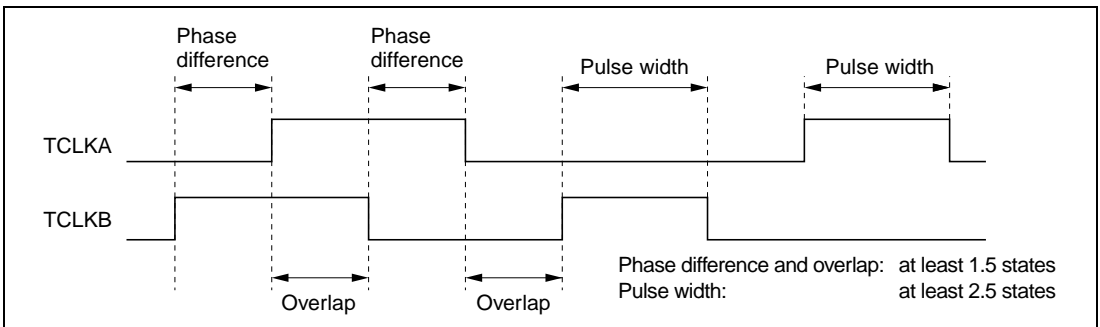 Phase
difference
Phase
difference
Pulse width
Pulse width
TCLKA
TCLKB
Overlap
Overlap
Phase difference and overlap: at least 1.5 states
Pulse width: at least 2.5 states